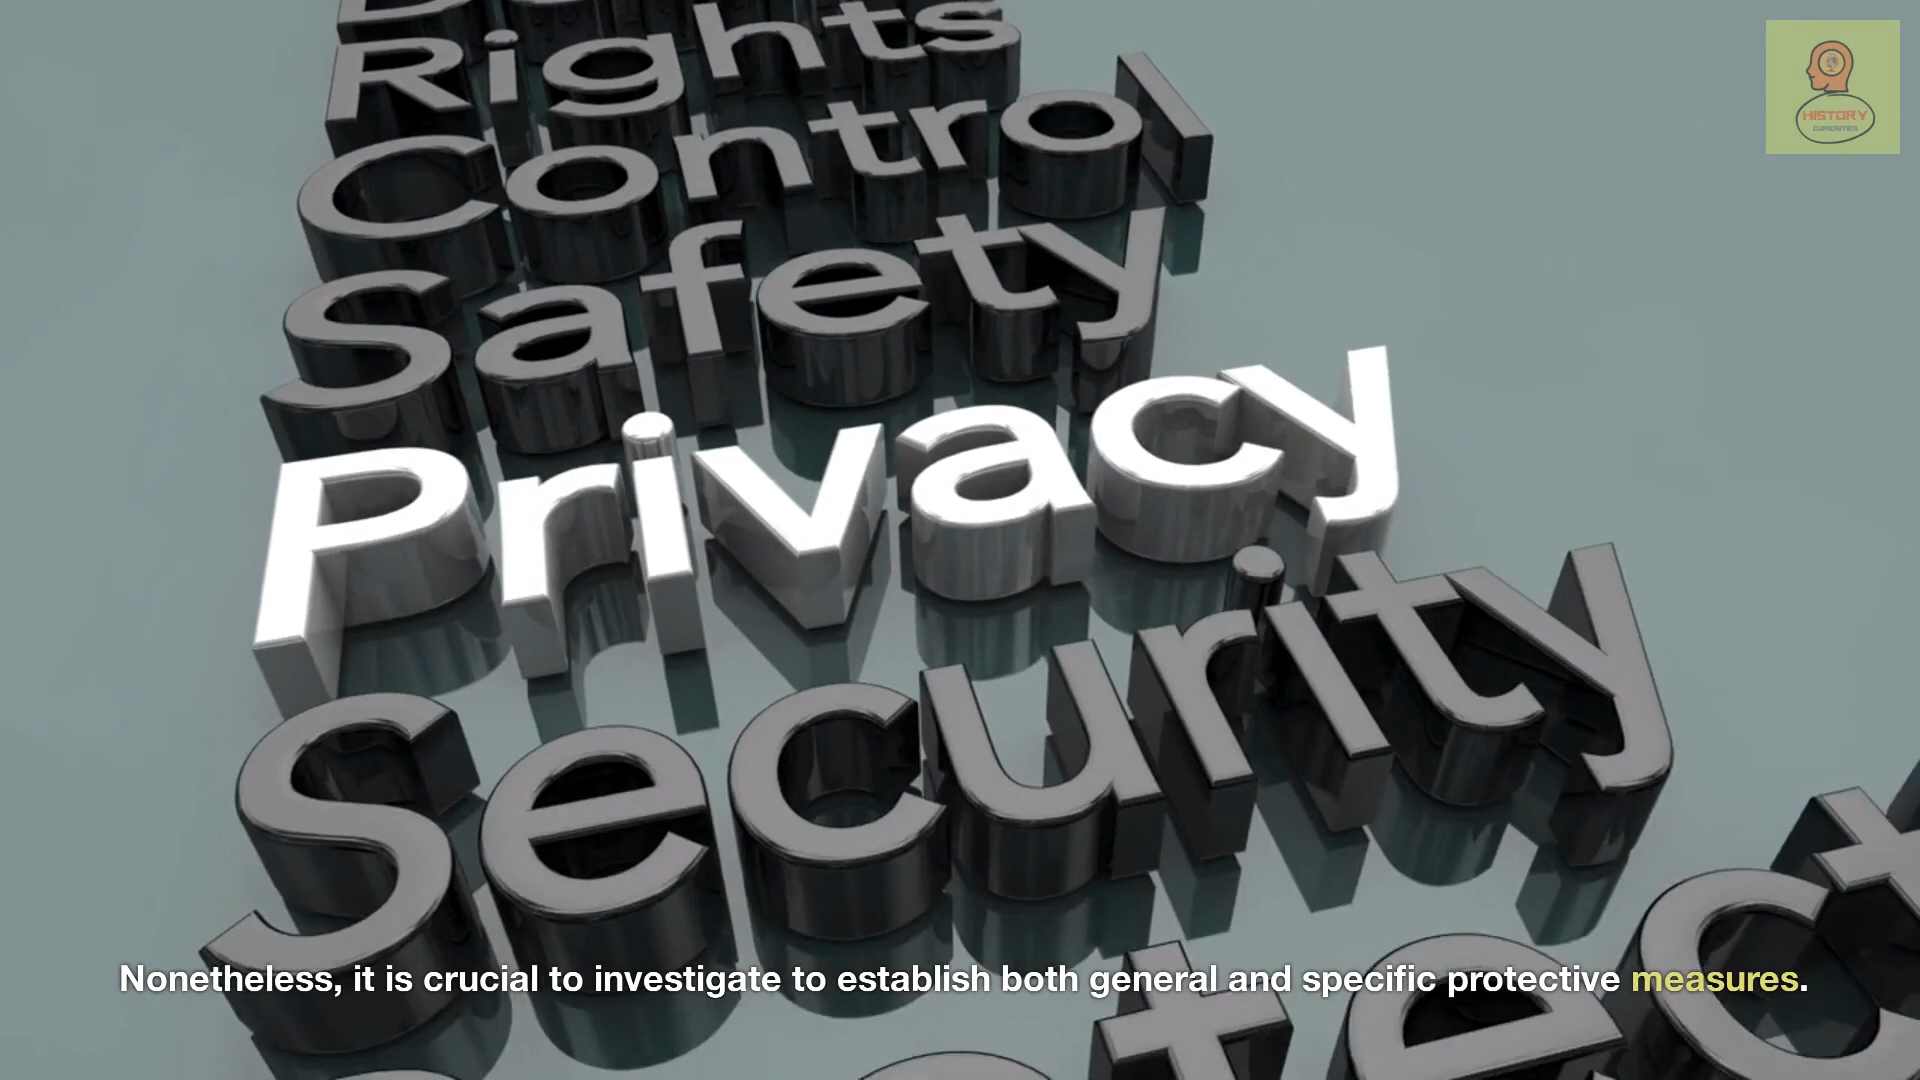 Rights
Control
Safety
Privacy
Security
HISTORY
CURIOSITIES
Nonetheless, it is crucial to investigate to establish both general and specific protective measures.